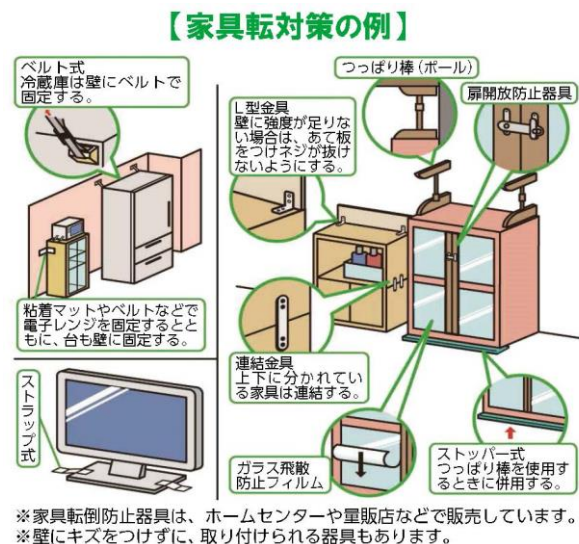 【家具転対策の例】
ベルト式
冷蔵庫は壁にベルトで
固定する。
粘着マットやベルトなどで
電子レンジを固定するとと
もに、台も壁に固定する。
ストラップ式
つっぱり棒(ポール)
扉開放防止器具
L型金具
壁に強度が足りな
い場合は、あて板
をつけネジが抜け
ないようにする。
連結金具
上下に分かれてい
る家具は連結する。
ガラス飛散
防止フィルム
ストッパー式
つっぱり棒を使用す
るときに併用する。
※家具転倒防止器具は、ホームセンターや量販店などで販売しています。
※壁にキズをつけずに、取り付けられる器具もあります。